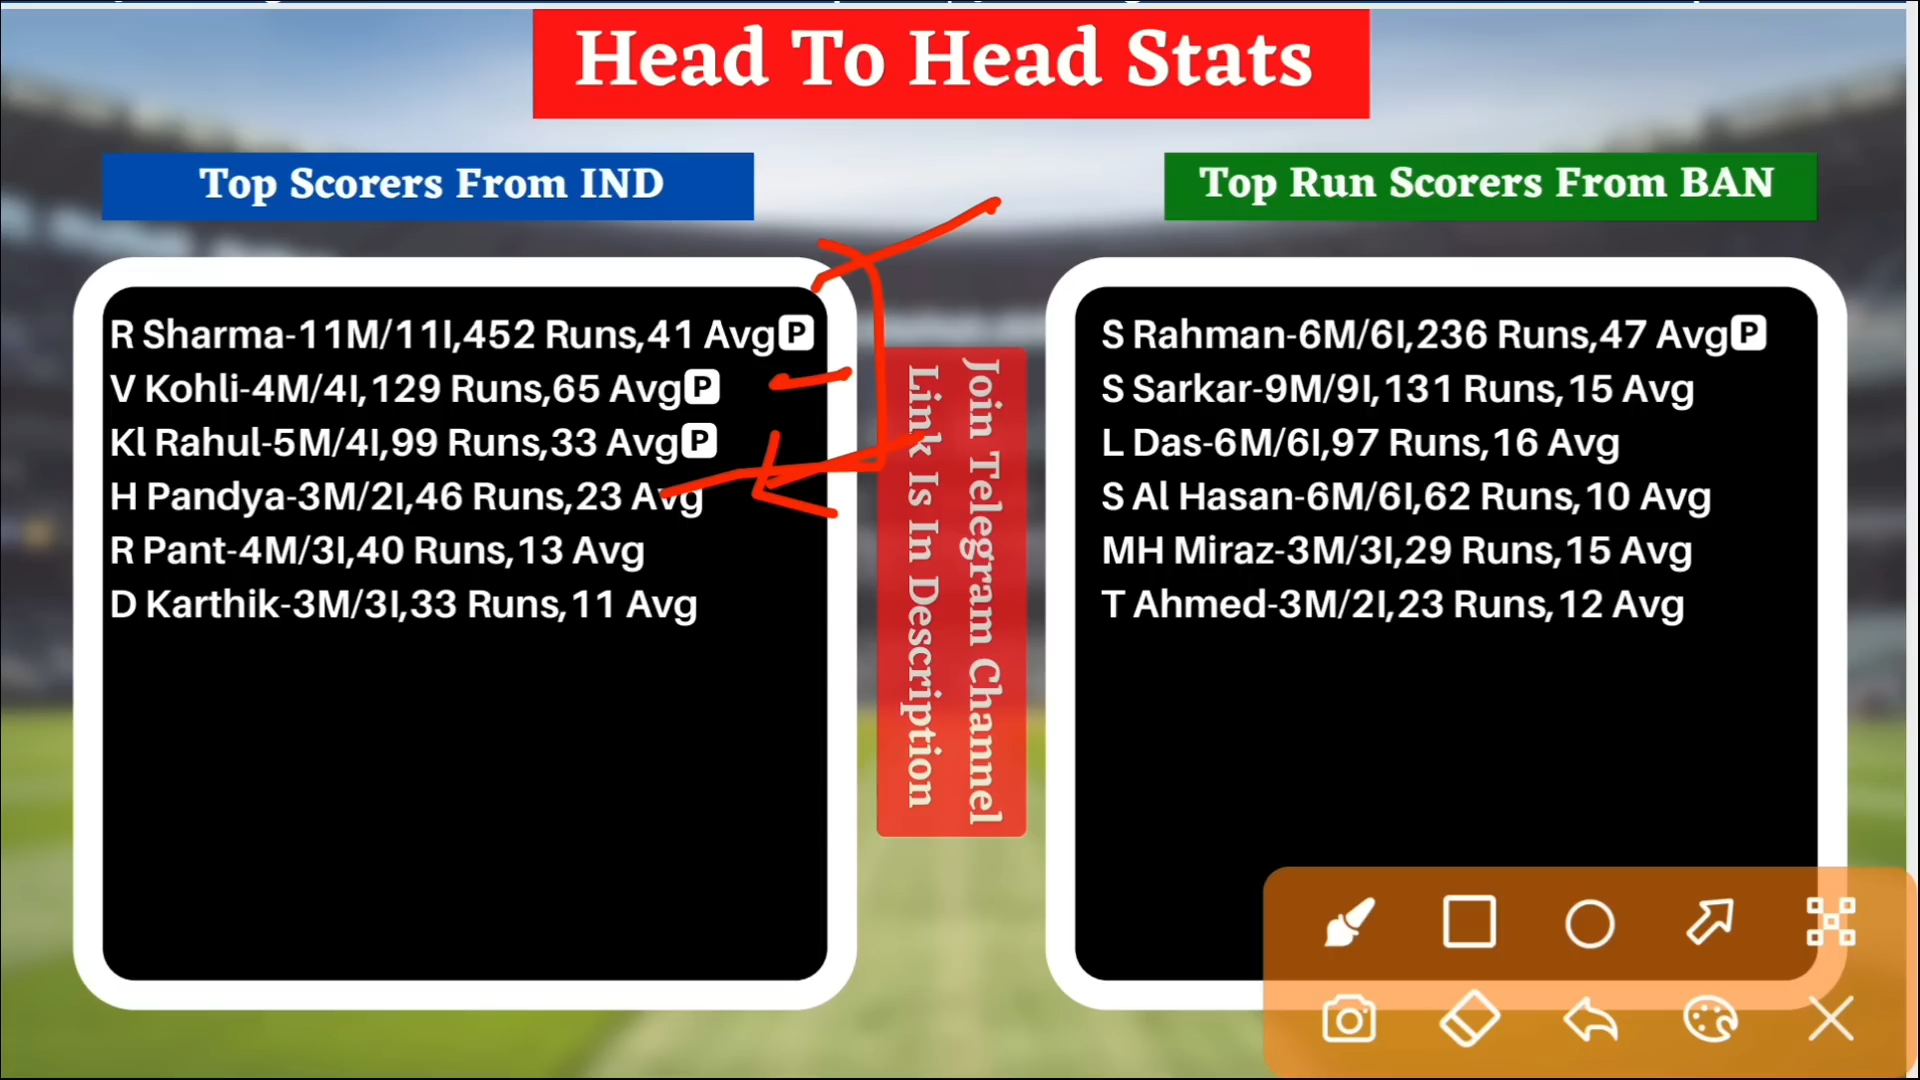 Head To Head Stats
Top Scorers From IND
R Sharma-11M/11I,452 Runs,41 Avg🅿
V Kohli-4M/4I,129 Runs,65 Avg🅿
Kl Rahul-5M/4I,99 Runs,33 Avg🅿
H Pandya-3M/2I,46 Runs,23 Avg
R Pant-4M/3I,40 Runs,13 Avg
D Karthik-3M/3I,33 Runs,11 Avg
Join Telegram Channel
Link Is In Description
Top Run Scorers From BAN
S Rahman-6M/6I,236 Runs,47 Avg🅿
S Sarkar-9M/9I,131 Runs,15 Avg
L Das-6M/6I,97 Runs,16 Avg
S Al Hasan-6M/6I,62 Runs,10 Avg
MH Miraz-3M/3I,29 Runs,15 Avg
T Ahmed-3M/2I,23 Runs,12 Avg